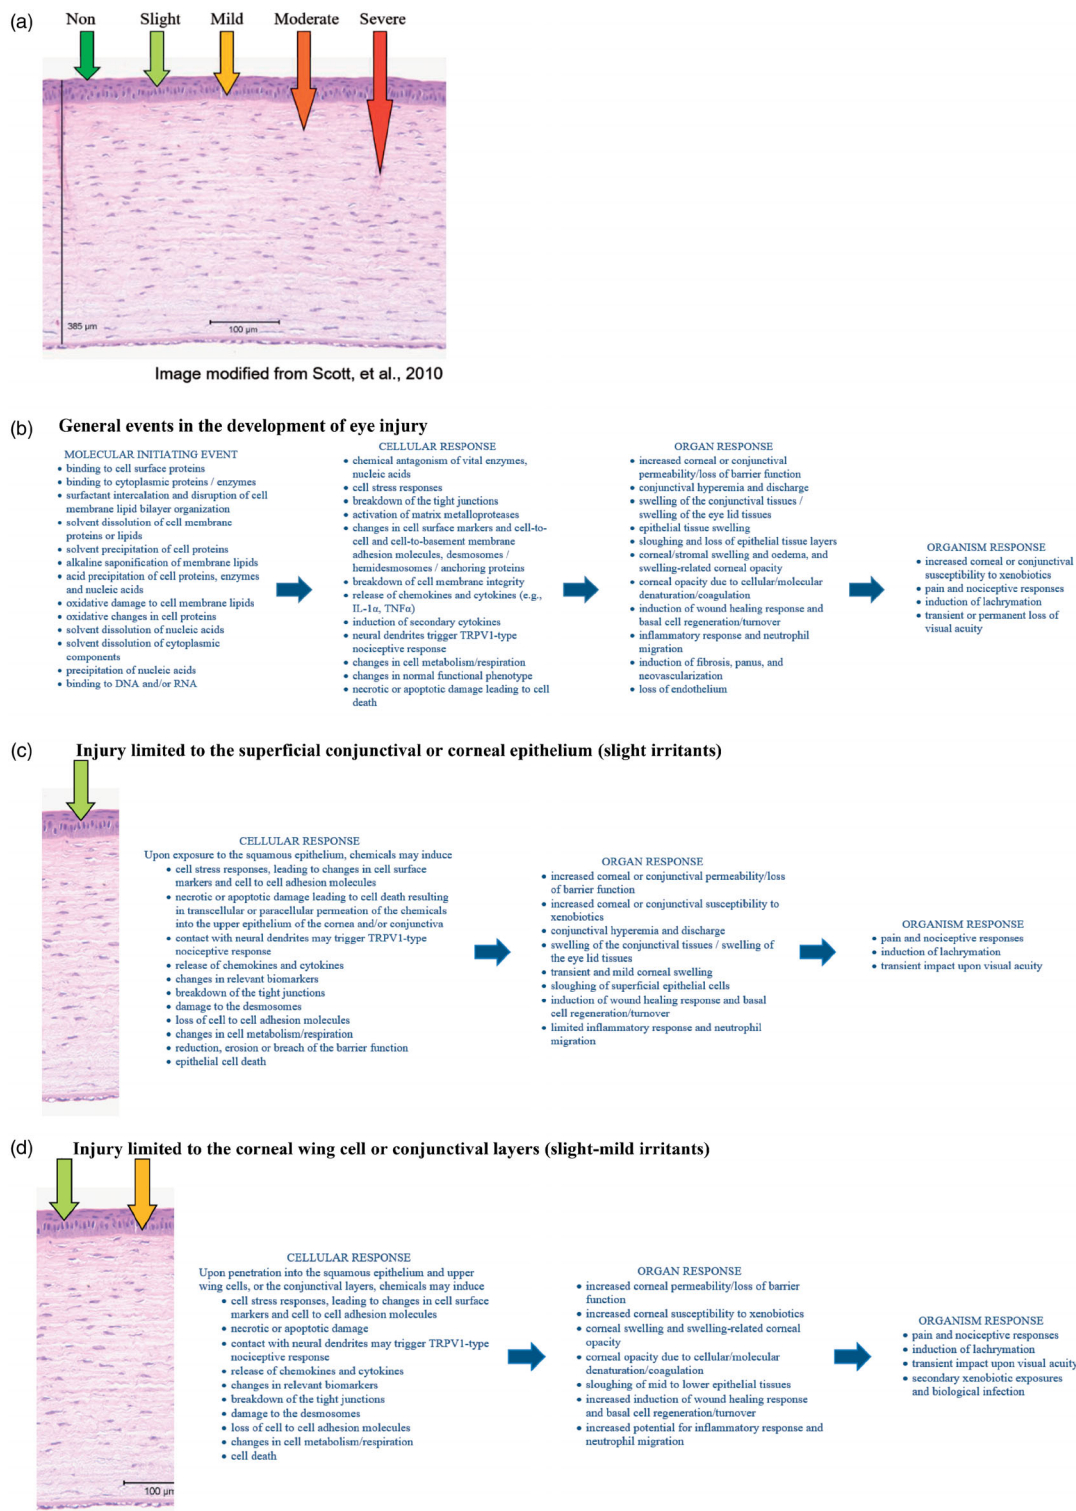 (a)
Non Slight Mild Moderate Severe
385 µm
100 µm
Image modified from Scott, et al., 2010
(b) General events in the development of eye injury
MOLECULAR INITIATING EVENT
• binding to cell surface proteins
• binding to cytoplasmic proteins / enzymes
• surfactant intercalation and disruption of cell
membrane lipid bilayer organization
• solvent dissolution of cell membrane
proteins or lipids
• solvent precipitation of cell proteins
• alkaline saponification of membrane lipids
• acid precipitation of cell proteins, enzymes
and nucleic acids
• oxidative damage to cell membrane lipids
• oxidative changes in cell proteins
• solvent dissolution of nucleic acids
• solvent dissolution of cytoplasmic
components
• precipitation of nucleic acids
• binding to DNA and/or RNA
CELLULAR RESPONSE
• chemical antagonism of vital enzymes,
nucleic acids
• cell stress responses
• breakdown of the tight junctions
• activation of matrix metalloproteases
• changes in cell surface markers and cell-to-
cell and cell-to-basement membrane
adhesion molecules, desmosomes /
hemidesmosomes / anchoring proteins
• breakdown of cell membrane integrity
• release of chemokines and cytokines (e.g.,
IL-1α, TNFα)
• induction of secondary cytokines
• neural dendrites trigger TRPV1-type
nociceptive response
• changes in cell metabolism/respiration
• changes in normal functional phenotype
• necrotic or apoptotic damage leading to cell
death
ORGAN RESPONSE
• increased corneal or conjunctival
permeability/loss of barrier function
• conjunctival hyperemia and discharge
• swelling of the conjunctival tissues /
swelling of the eye lid tissues
• epithelial tissue swelling
• sloughing and loss of epithelial tissue layers
• corneal/stromal swelling and oedema, and
swelling-related corneal opacity
• corneal opacity due to cellular/molecular
denaturation/coagulation
• induction of wound healing response and
basal cell regeneration/turnover
• inflammatory response and neutrophil
migration
• induction of fibrosis, panus, and
neovascularization
• loss of endothelium
ORGANISM RESPONSE
• increased corneal or conjunctival
susceptibility to xenobiotics
• pain and nociceptive responses
• induction of lachrymation
• transient or permanent loss of
visual acuity
(c) Injury limited to the superficial conjunctival or corneal epithelium (slight irritants)
CELLULAR RESPONSE
Upon exposure to the squamous epithelium, chemicals may induce
• cell stress responses, leading to changes in cell surface
markers and cell to cell adhesion molecules
• necrotic or apoptotic damage leading to cell death resulting
in transcellular or paracellular permeation of the chemicals
into the upper epithelium of the cornea and/or conjunctiva
• contact with neural dendrites may trigger TRPV1-type
nociceptive response
• release of chemokines and cytokines
• changes in relevant biomarkers
• breakdown of the tight junctions
• damage to the desmosomes
• loss of cell to cell adhesion molecules
• changes in cell metabolism/respiration
• reduction, erosion or breach of the barrier function
• epithelial cell death
ORGAN RESPONSE
• increased corneal or conjunctival permeability/loss
of barrier function
• increased corneal or conjunctival susceptibility to
xenobiotics
• conjunctival hyperemia and discharge
• swelling of the conjunctival tissues / swelling of
the eye lid tissues
• transient and mild corneal swelling
• sloughing of superficial epithelial cells
• induction of wound healing response and basal
cell regeneration/turnover
• limited inflammatory response and neutrophil
migration
ORGANISM RESPONSE
• pain and nociceptive responses
• induction of lachrymation
• transient impact upon visual acuity
(d) Injury limited to the corneal wing cell or conjunctival layers (slight-mild irritants)
100 µm
CELLULAR RESPONSE
Upon penetration into the squamous epithelium and upper
wing cells, or the conjunctival layers, chemicals may induce
• cell stress responses, leading to changes in cell surface
markers and cell to cell adhesion molecules
• necrotic or apoptotic damage
• contact with neural dendrites may trigger TRPV1-type
nociceptive response
• release of chemokines and cytokines
• changes in relevant biomarkers
• breakdown of the tight junctions
• damage to the desmosomes
• loss of cell to cell adhesion molecules
• changes in cell metabolism/respiration
• cell death
ORGAN RESPONSE
• increased corneal permeability/loss of barrier
function
• increased corneal susceptibility to xenobiotics
• corneal swelling and swelling-related corneal
opacity
• corneal opacity due to cellular/molecular
denaturation/coagulation
• sloughing of mid to lower epithelial tissues
• increased induction of wound healing response
and basal cell regeneration/turnover
• increased potential for inflammatory response and
neutrophil migration
ORGANISM RESPONSE
• pain and nociceptive responses
• induction of lachrymation
• transient impact upon visual acuity
• secondary xenobiotic exposures
and biological infection